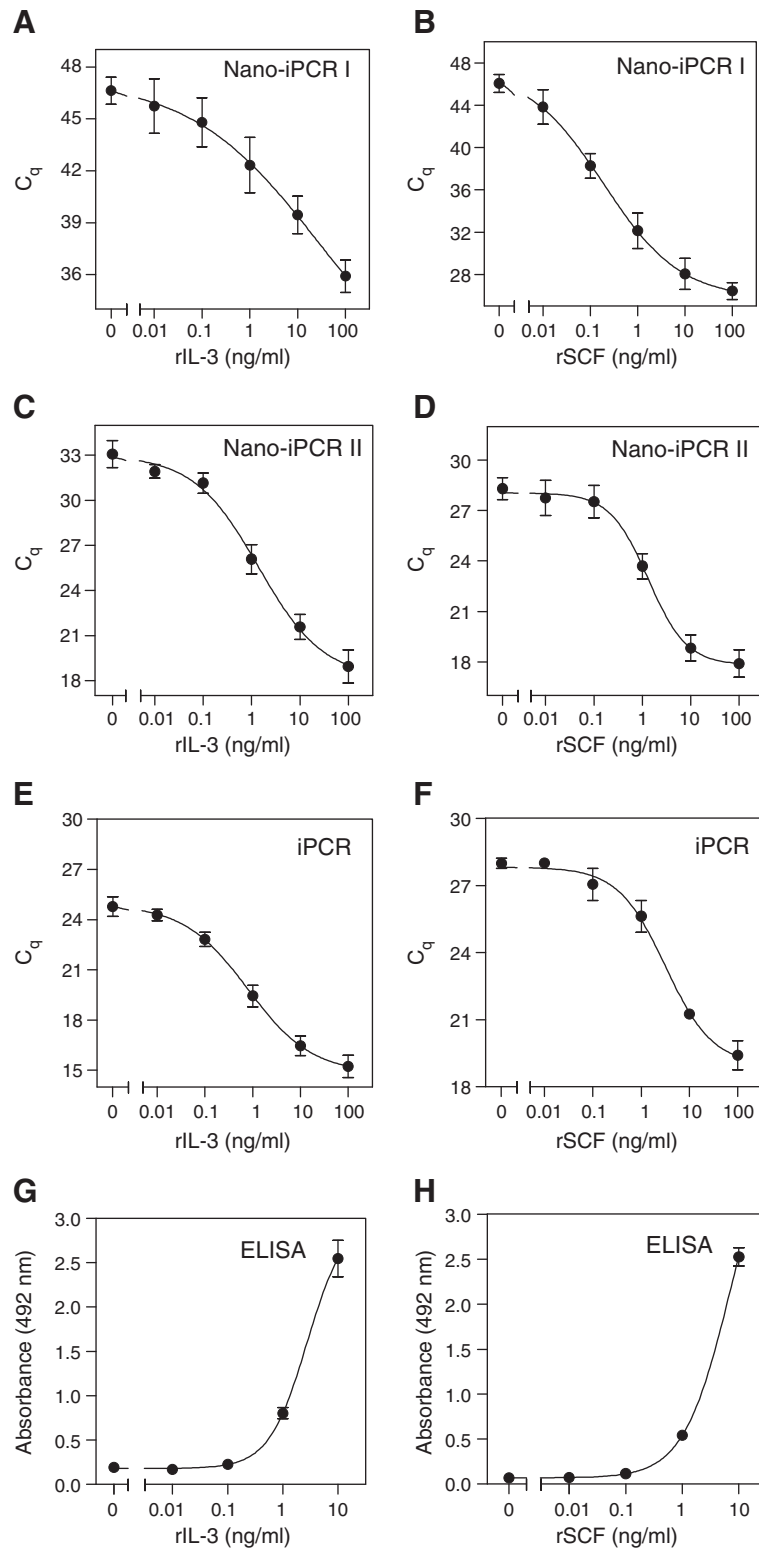 A
Nano-iPCR I
48
45
42
39
36
Cq
0 0.01 0.1 1 10 100
rIL-3 (ng/ml)
B
Nano-iPCR I
48
44
40
36
32
28
Cq
0 0.01 0.1 1 10 100
rSCF (ng/ml)
C
Nano-iPCR II
33
30
27
24
21
18
Cq
0 0.01 0.1 1 10 100
rIL-3 (ng/ml)
D
Nano-iPCR II
30
27
24
21
18
Cq
0 0.01 0.1 1 10 100
rSCF (ng/ml)
E
iPCR
30
27
24
21
18
15
Cq
0 0.01 0.1 1 10 100
rIL-3 (ng/ml)
F
iPCR
30
27
24
21
18
Cq
0 0.01 0.1 1 10 100
rSCF (ng/ml)
G
ELISA
3.0
2.5
2.0
1.5
1.0
0.5
0.0
Absorbance (492 nm)
0 0.01 0.1 1 10
rIL-3 (ng/ml)
H
ELISA
3.0
2.5
2.0
1.5
1.0
0.5
0.0
Absorbance (492 nm)
0 0.01 0.1 1 10
rSCF (ng/ml)